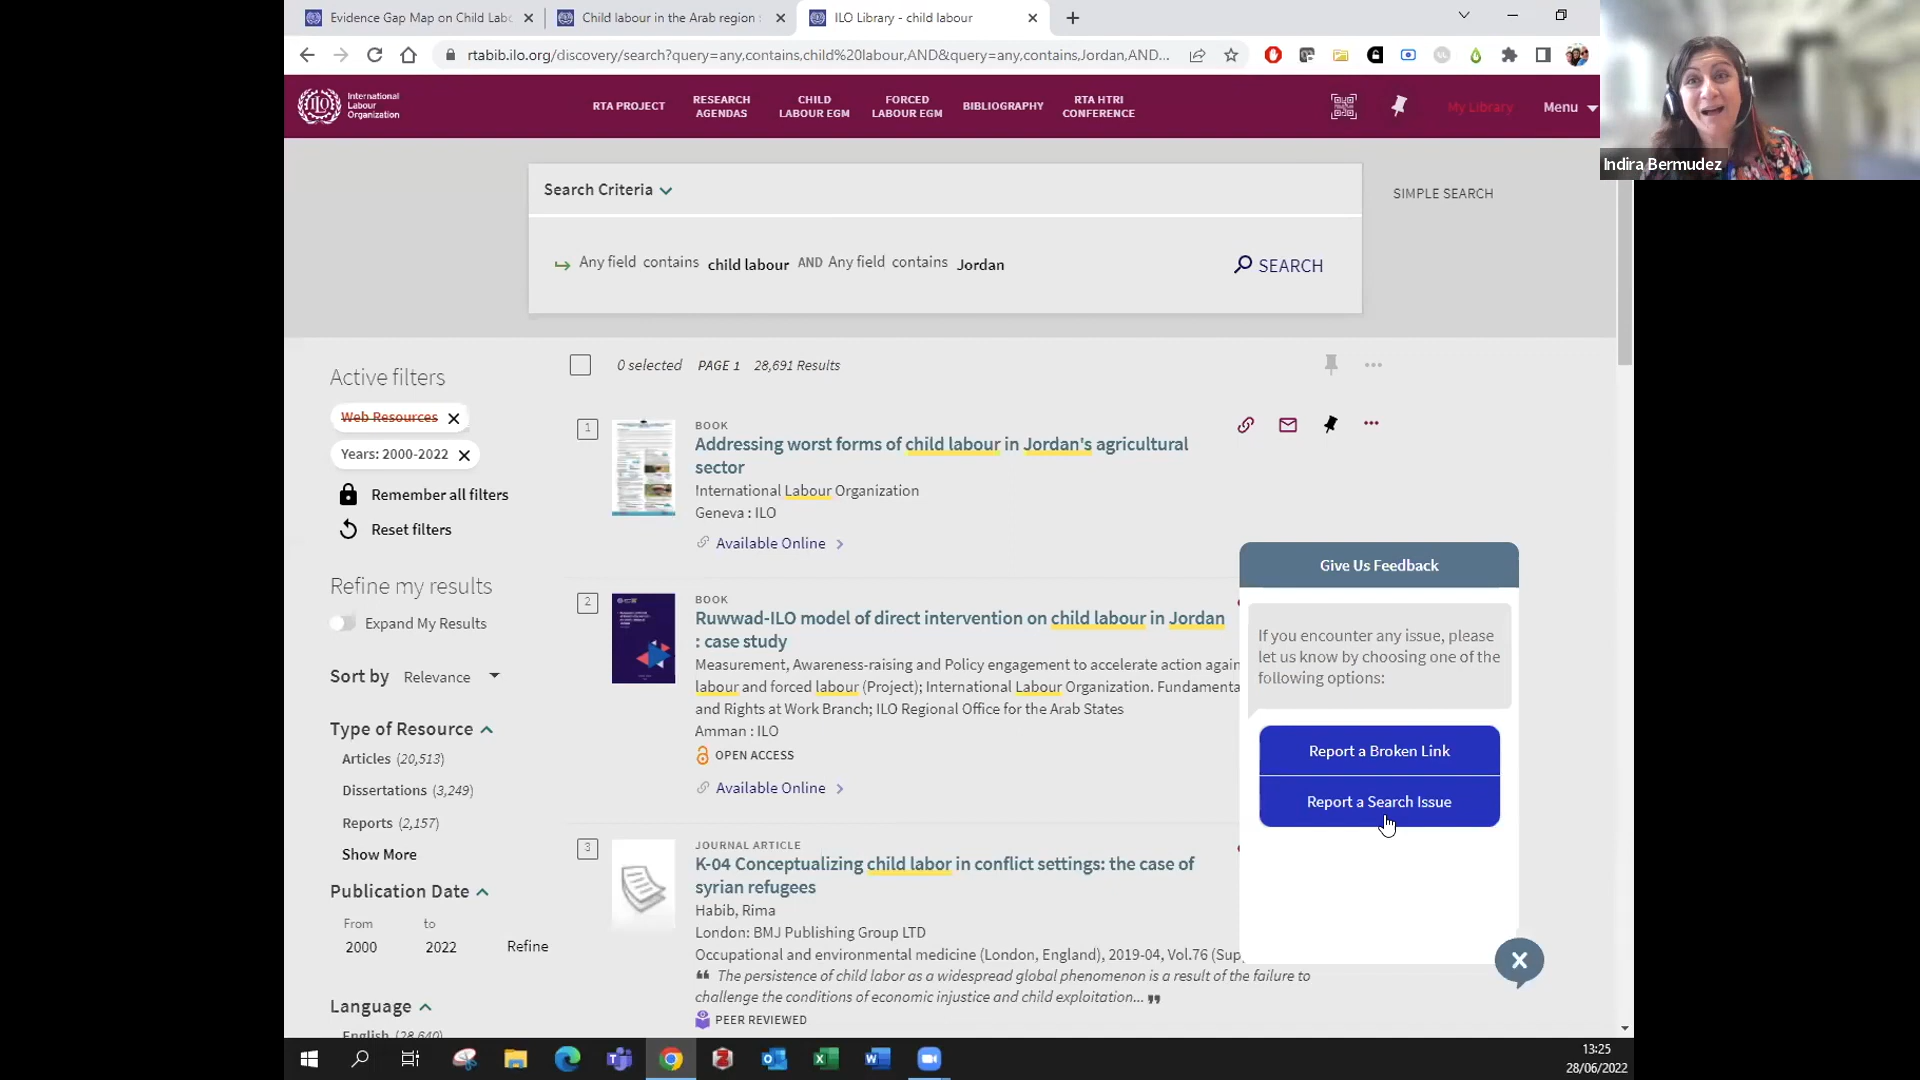 Evidence Gap Map on Child Labo
Child labour in the Arab region :
ILO Library - child labour
rtabib.ilo.org/discovery/search?query=any,contains,child%20labour,AND&query=any,contains,Jordan,AND...
International Labour Organization
RTA PROJECT
RESEARCH AGENDAS
CHILD LABOUR EGM
FORCED LABOUR EGM
BIBLIOGRAPHY
RTA HTRI CONFERENCE
My Library
Menu
Indira Bermudez
Search Criteria
SIMPLE SEARCH
Any field contains child labour AND Any field contains Jordan
SEARCH
Active filters
Web Resources
Years: 2000-2022
Remember all filters
Reset filters
Refine my results
Expand My Results
Sort by Relevance
Type of Resource
Articles (20,513)
Dissertations (3,249)
Reports (2,157)
Show More
Publication Date
From to
2000 2022 Refine
Language
English (28,640)
0 selected PAGE 1 28,691 Results
1
BOOK
Addressing worst forms of child labour in Jordan's agricultural
sector
International Labour Organization
Geneva : ILO
Available Online
2
BOOK
Ruwwad-ILO model of direct intervention on child labour in Jordan
: case study
Measurement, Awareness-raising and Policy engagement to accelerate action again
labour and forced labour (Project); International Labour Organization. Fundamenta
and Rights at Work Branch; ILO Regional Office for the Arab States
Amman : ILO
OPEN ACCESS
Available Online
3
JOURNAL ARTICLE
K-04 Conceptualizing child labor in conflict settings: the case of
syrian refugees
Habib, Rima
London: BMJ Publishing Group LTD
Occupational and environmental medicine (London, England), 2019-04, Vol.76 (Sup
The persistence of child labor as a widespread global phenomenon is a result of the failure to
challenge the conditions of economic injustice and child exploitation...
PEER REVIEWED
Give Us Feedback
If you encounter any issue, please
let us know by choosing one of the
following options:
Report a Broken Link
Report a Search Issue
13:25
28/06/2022